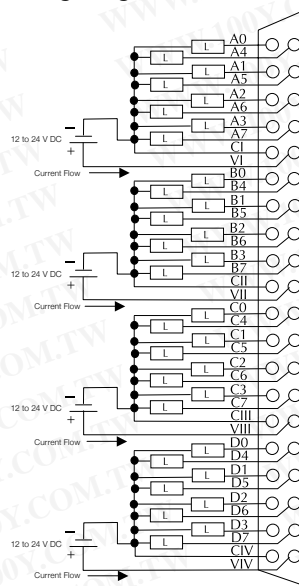 L A0
L A4
L A1
L A5
L A2
L A6
L A3
L A7
CI
VI
− 12 to 24 V DC +
Current Flow
L B0
L B4
L B1
L B5
L B2
L B6
L B3
L B7
CII
VII
− 12 to 24 V DC +
Current Flow
L C0
L C4
L C1
L C5
L C2
L C6
L C3
L C7
CIII
VIII
− 12 to 24 V DC +
Current Flow
L D0
L D4
L D1
L D5
L D2
L D6
L D3
L D7
CIV
VIV
− 12 to 24 V DC +
Current Flow